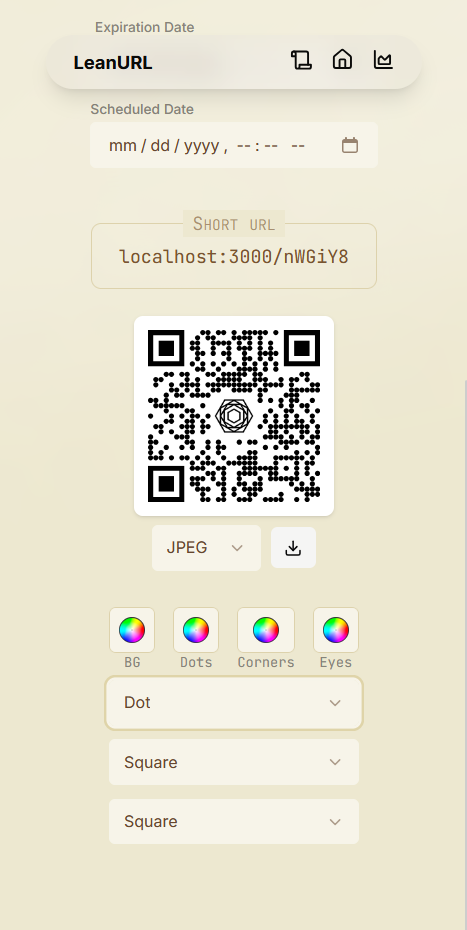 Expiration Date
LeanURL
Scheduled Date
mm / dd / yyyy , -- : -- --
Short url
localhost:3000/nWGiY8
JPEG
BG Dots Corners Eyes
Dot
Square
Square